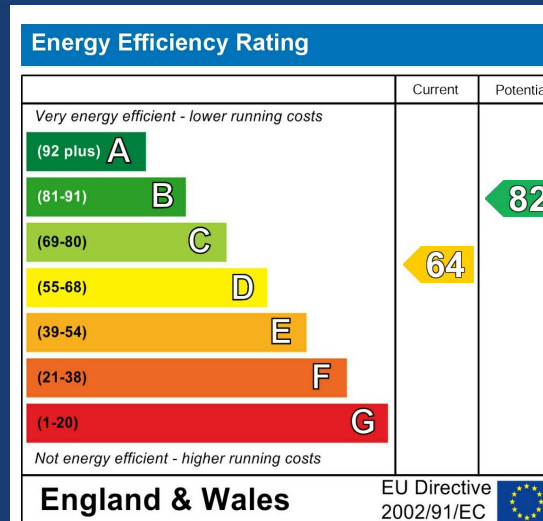 Energy Efficiency Rating
Current Potentia
Very energy efficient - lower running costs
(92 plus) A
(81-91) B
82
(69-80) C
64
(55-68) D
(39-54) E
(21-38) F
(1-20) G
Not energy efficient - higher running costs
England & Wales
EU Directive
2002/91/EC